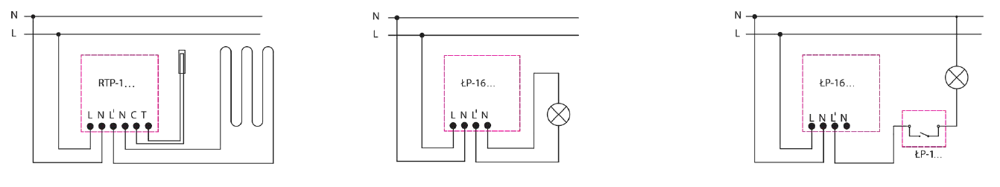 N
L
RTP-1...
L N L' N C T
N
L
ŁP-16...
L N L' N
N
L
ŁP-16...
L N L' N
ŁP-1...